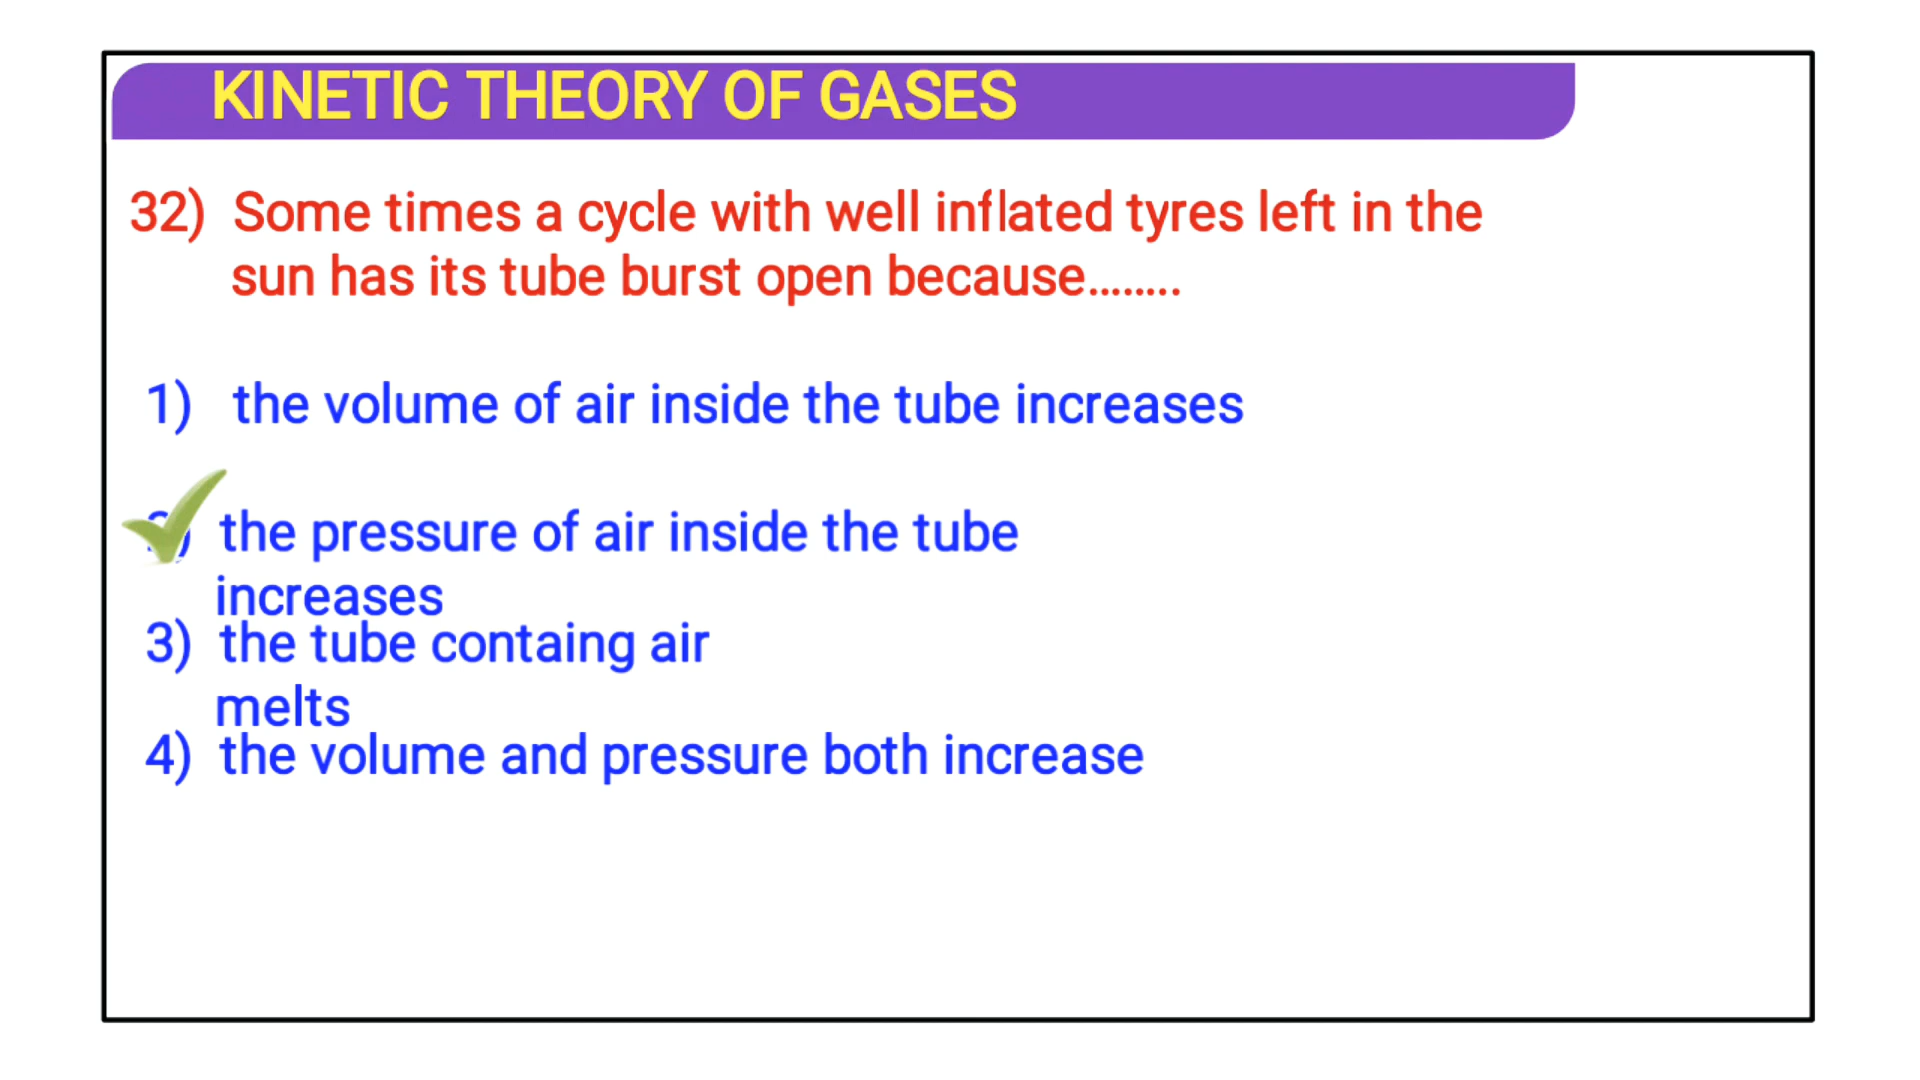 KINETIC THEORY OF GASES
32) Some times a cycle with well inflated tyres left in the
sun has its tube burst open because........
1) the volume of air inside the tube increases
2) the pressure of air inside the tube
increases
3) the tube containg air
melts
4) the volume and pressure both increase